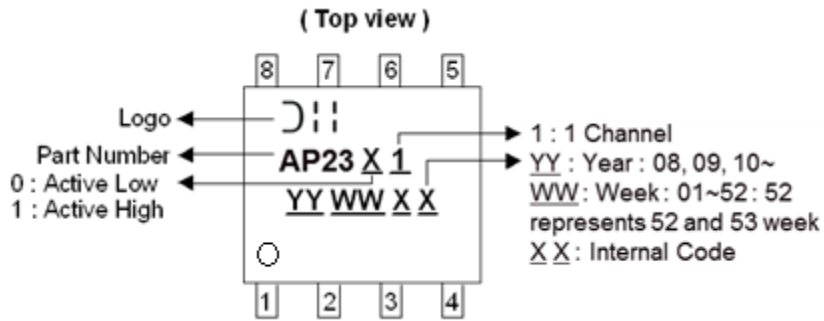 ( Top view )
8 7 6 5
Logo
Part Number
0 : Active Low
1 : Active High
AP23 X 1
YY WW X X
1 : 1 Channel
YY : Year : 08, 09, 10~
WW : Week : 01~52 : 52
represents 52 and 53 week
X X : Internal Code
1 2 3 4